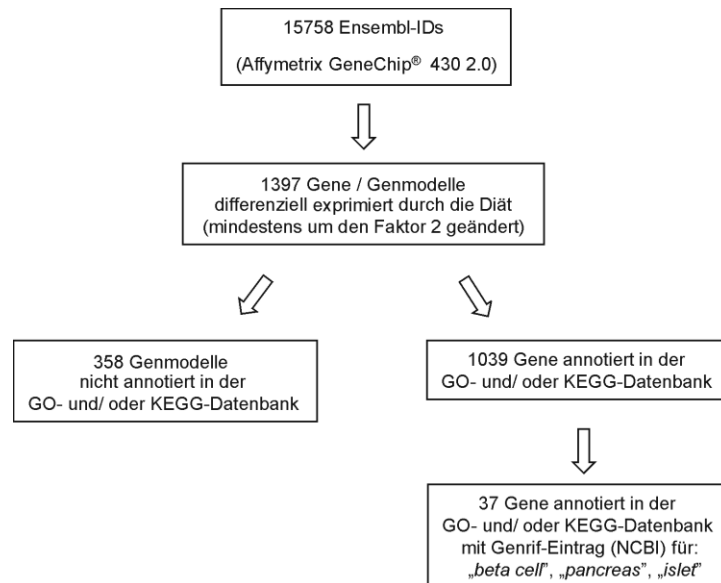 15758 Ensembl-IDs
(Affymetrix GeneChip® 430 2.0)
1397 Gene / Genmodelle
differenziell exprimiert durch die Diät
(mindestens um den Faktor 2 geändert)
358 Genmodelle
nicht annotiert in der
GO- und/ oder KEGG-Datenbank
1039 Gene annotiert in der
GO- und/ oder KEGG-Datenbank
37 Gene annotiert in der
GO- und/ oder KEGG-Datenbank
mit Genrif-Eintrag (NCBI) für:
„beta cell”, „pancreas”, „islet”